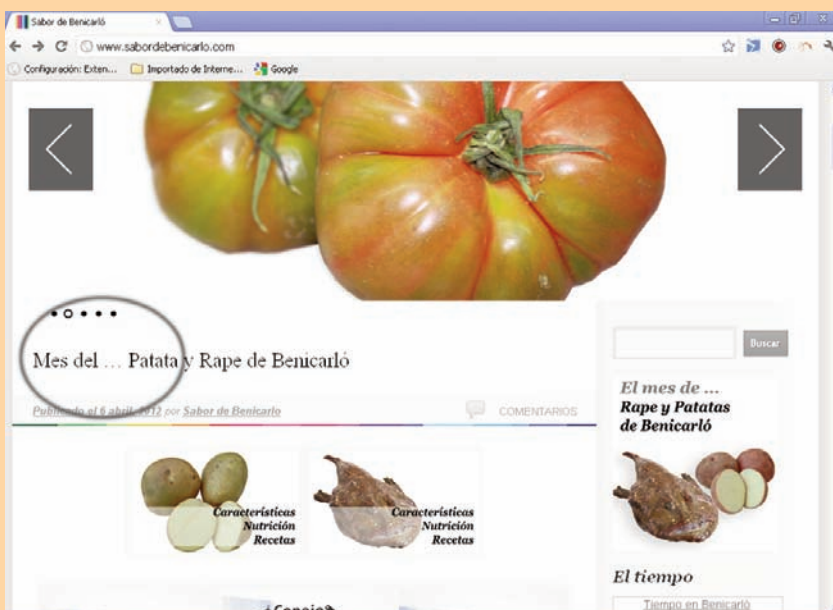 Sabor de Benicarló
www.sabordebenicarlo.com
Configuración: Exten... Importado de Interne... Google
Mes del ... Patata y Rape de Benicarló
Publicado el 6 abril, 2012 por Sabor de Benicarlo
COMENTARIOS
Características
Nutrición
Recetas
Características
Nutrición
Recetas
Buscar
El mes de ...
Rape y Patatas
de Benicarló
El tiempo
Tiempo en Benicarló